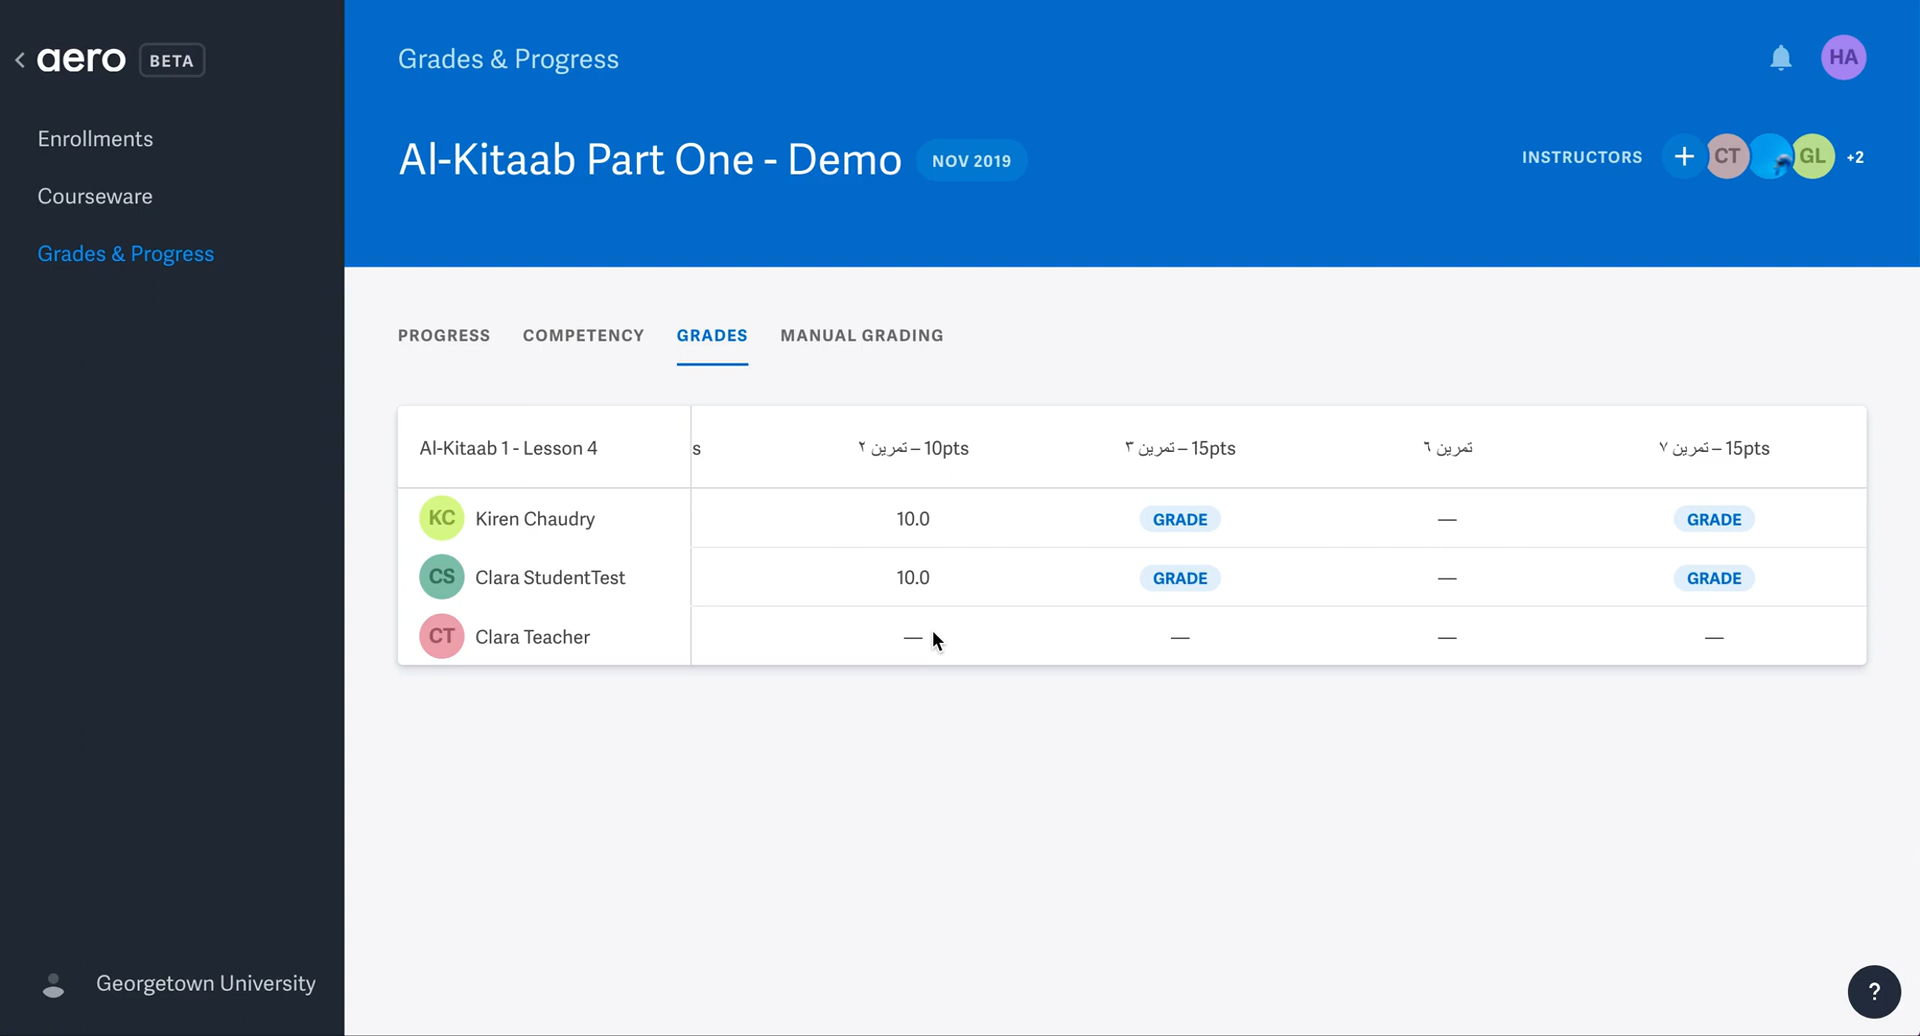 aero BETA
Enrollments
Courseware
Grades & Progress
Georgetown University
Grades & Progress
HA
Al-Kitaab Part One - Demo NOV 2019
INSTRUCTORS + CT GL +2
PROGRESS COMPETENCY GRADES MANUAL GRADING
Al-Kitaab 1 - Lesson 4 s تمرين ٢ – 10pts تمرين ٣ – 15pts تمرين ٦ تمرين ٧ – 15pts
KC Kiren Chaudry 10.0 GRADE — GRADE
CS Clara StudentTest 10.0 GRADE — GRADE
CT Clara Teacher — — — —
?